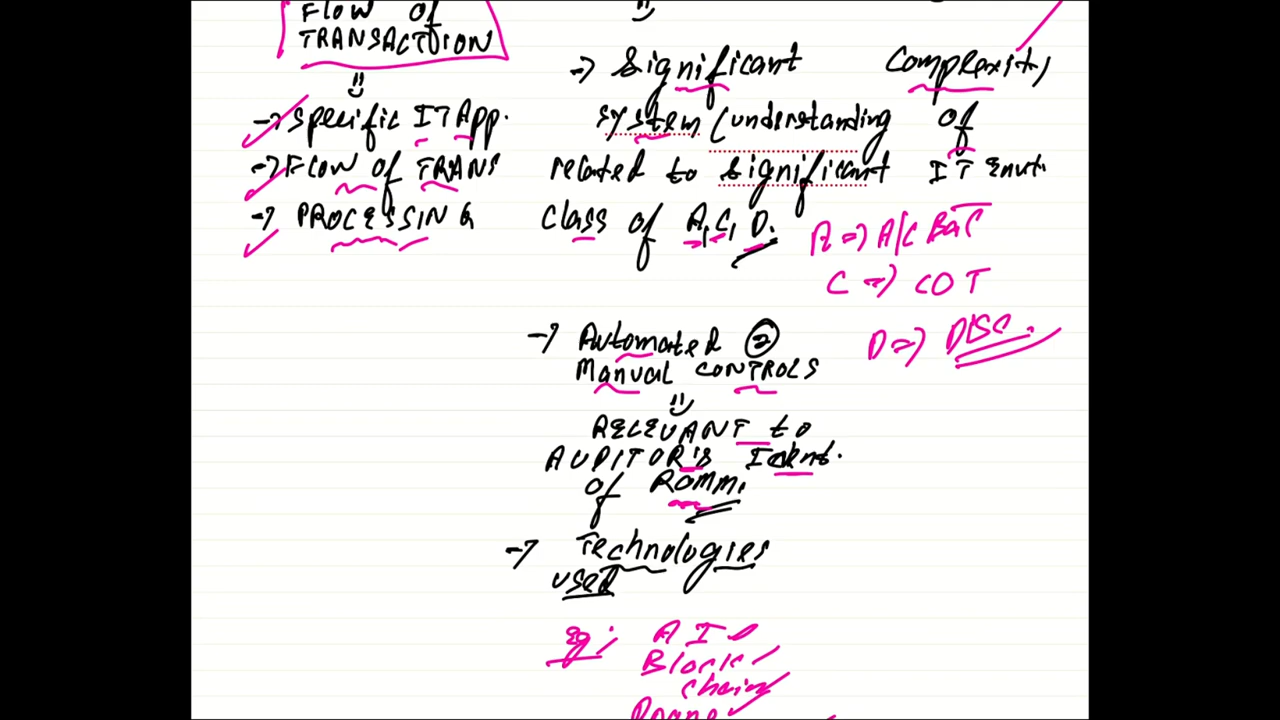 FLOW OF
TRANSACTION
-> Specific IT App.
-> FLOW of TRANS
-> PROCESSING
-> Significant
System (understanding
related to significant
class of A, C, D.
Complexity
of
IT Envt.
A => A/C Bal
C => COT
D => DISC.
-> Automated &
Manual CONTROLS
RELEVANT to
AUDITOR'S Ident.
of ROMM.
-> Technologies
used
Eg: AI
Block
chain